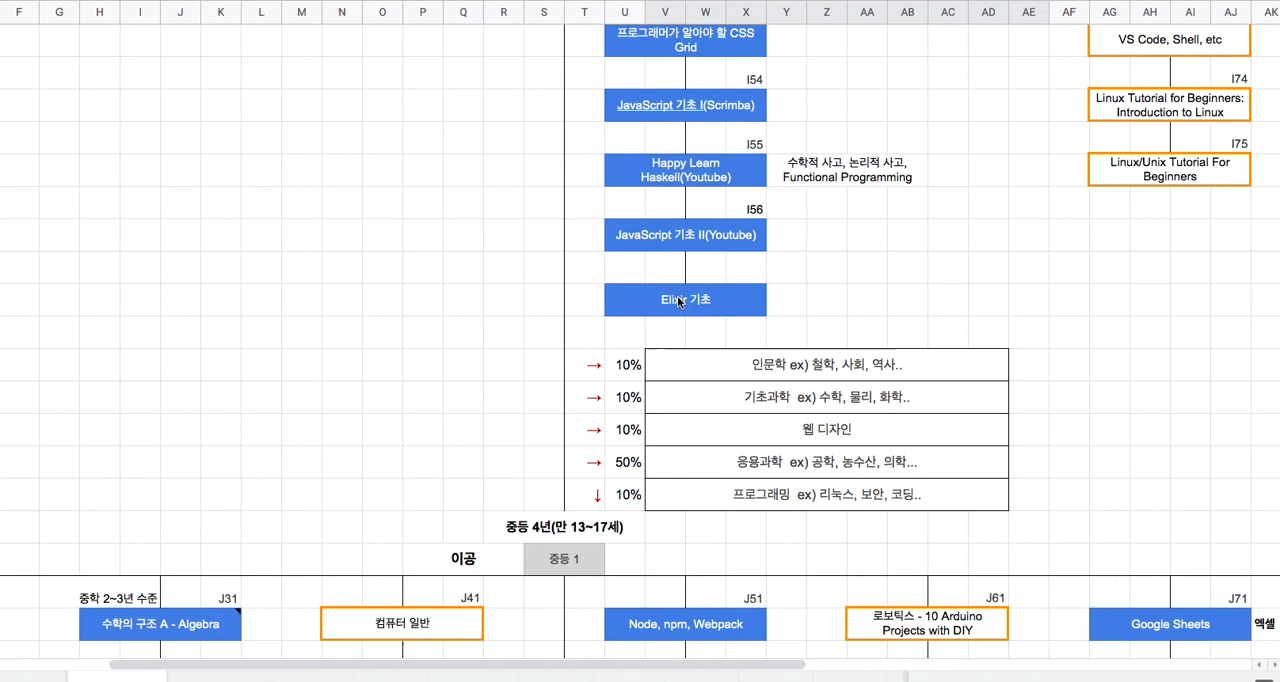 F G H I J K L M N O P Q R S T U V W X Y Z AA AB AC AD AE AF AG AH AI AJ AK
프로그래머가 알아야 할 CSS
Grid
VS Code, Shell, etc
I54
I74
JavaScript 기초 I(Scrimba)
Linux Tutorial for Beginners:
Introduction to Linux
I55
I75
Happy Learn
Haskell(Youtube)
수학적 사고, 논리적 사고,
Functional Programming
Linux/Unix Tutorial For
Beginners
I56
JavaScript 기초 II(Youtube)
Elixir 기초
→ 10% 인문학 ex) 철학, 사회, 역사..
→ 10% 기초과학 ex) 수학, 물리, 화학..
→ 10% 웹 디자인
→ 50% 응용과학 ex) 공학, 농수산, 의학...
↓ 10% 프로그래밍 ex) 리눅스, 보안, 코딩..
중등 4년(만 13~17세)
이공 중등 1
중학 2~3년 수준 J31 J41 J51 J61 J71
수학의 구조 A - Algebra
컴퓨터 일반
Node, npm, Webpack
로보틱스 - 10 Arduino
Projects with DIY
Google Sheets
엑셀